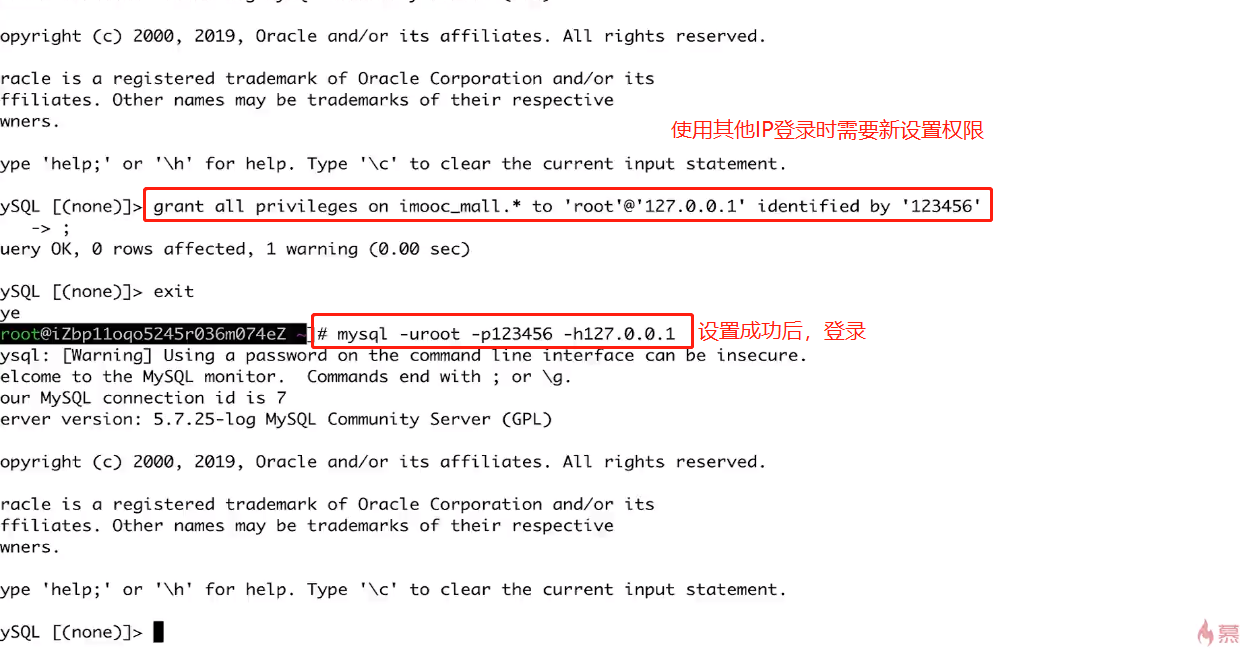 opyright (c) 2000, 2019, Oracle and/or its affiliates. All rights reserved.
racle is a registered trademark of Oracle Corporation and/or its
ffiliates. Other names may be trademarks of their respective
wners.
使用其他IP登录时需要新设置权限
ype 'help;' or '\h' for help. Type '\c' to clear the current input statement.
ySQL [(none)]> grant all privileges on imooc_mall.* to 'root'@'127.0.0.1' identified by '123456'
-> ;
uery OK, 0 rows affected, 1 warning (0.00 sec)
ySQL [(none)]> exit
ye
root@iZbp11oqo5245r036m074eZ ~]# mysql -uroot -p123456 -h127.0.0.1 设置成功后，登录
ysql: [Warning] Using a password on the command line interface can be insecure.
elcome to the MySQL monitor.  Commands end with ; or \g.
our MySQL connection id is 7
erver version: 5.7.25-log MySQL Community Server (GPL)
opyright (c) 2000, 2019, Oracle and/or its affiliates. All rights reserved.
racle is a registered trademark of Oracle Corporation and/or its
ffiliates. Other names may be trademarks of their respective
wners.
ype 'help;' or '\h' for help. Type '\c' to clear the current input statement.
ySQL [(none)]>
慕